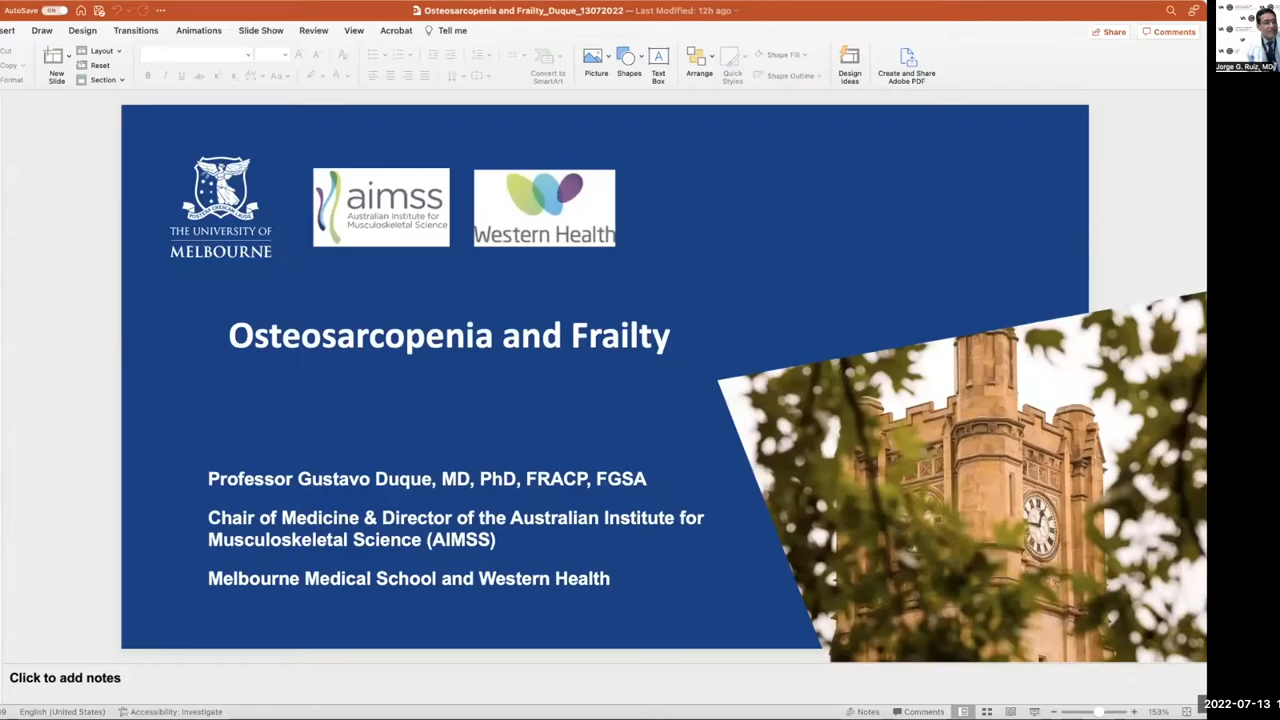 AutoSave ON
Osteosarcopenia and Frailty_Duque_13072022 — Last Modified: 12h ago
sert Draw Design Transitions Animations Slide Show Review View Acrobat Tell me
Share Comments
Cut
Copy
Format
New
Slide
Layout
Reset
Section
Convert to
SmartArt
Picture
Shapes
Text
Box
Arrange
Quick
Styles
Shape Fill
Shape Outline
Design
Ideas
Create and Share
Adobe PDF
Jorge G. Ruiz, MD
THE UNIVERSITY OF
MELBOURNE
aimss
Australian Institute for
Musculoskeletal Science
Western Health
Osteosarcopenia and Frailty
Professor Gustavo Duque, MD, PhD, FRACP, FGSA
Chair of Medicine & Director of the Australian Institute for
Musculoskeletal Science (AIMSS)
Melbourne Medical School and Western Health
Click to add notes
English (United States) Accessibility: Investigate
Notes Comments 153%
2022-07-13